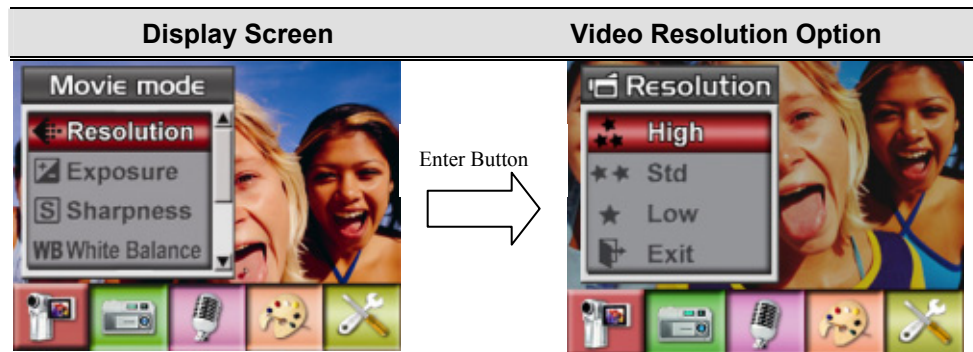 Display Screen
Video Resolution Option
Movie mode
Resolution
Exposure
S Sharpness
WB White Balance
Enter Button
Resolution
High
Std
Low
Exit